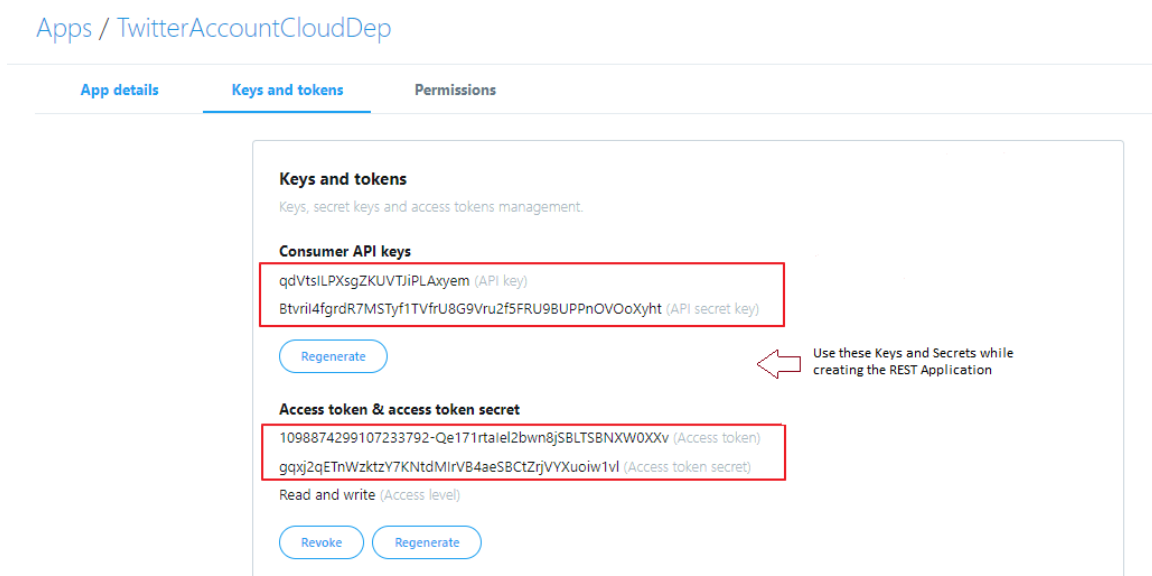 Apps / TwitterAccountCloudDep
App details Keys and tokens Permissions
Keys and tokens
Keys, secret keys and access tokens management.
Consumer API keys
qdVtsILPXsgZKUVTJiPLAxyem (API key)
BtvriI4fgrdR7MSTyf1TVfrU8G9Vru2f5FRU9BUPPnOVOoXyht (API secret key)
Regenerate
Use these Keys and Secrets while
creating the REST Application
Access token & access token secret
1098874299107233792-Qe171rtaIel2bwn8jSBLTSBNXW0XXv (Access token)
gqxj2qETnWzktzY7KNtdMIrVB4aeSBCtZrjVYXuoiw1vl (Access token secret)
Read and write (Access level)
Revoke Regenerate